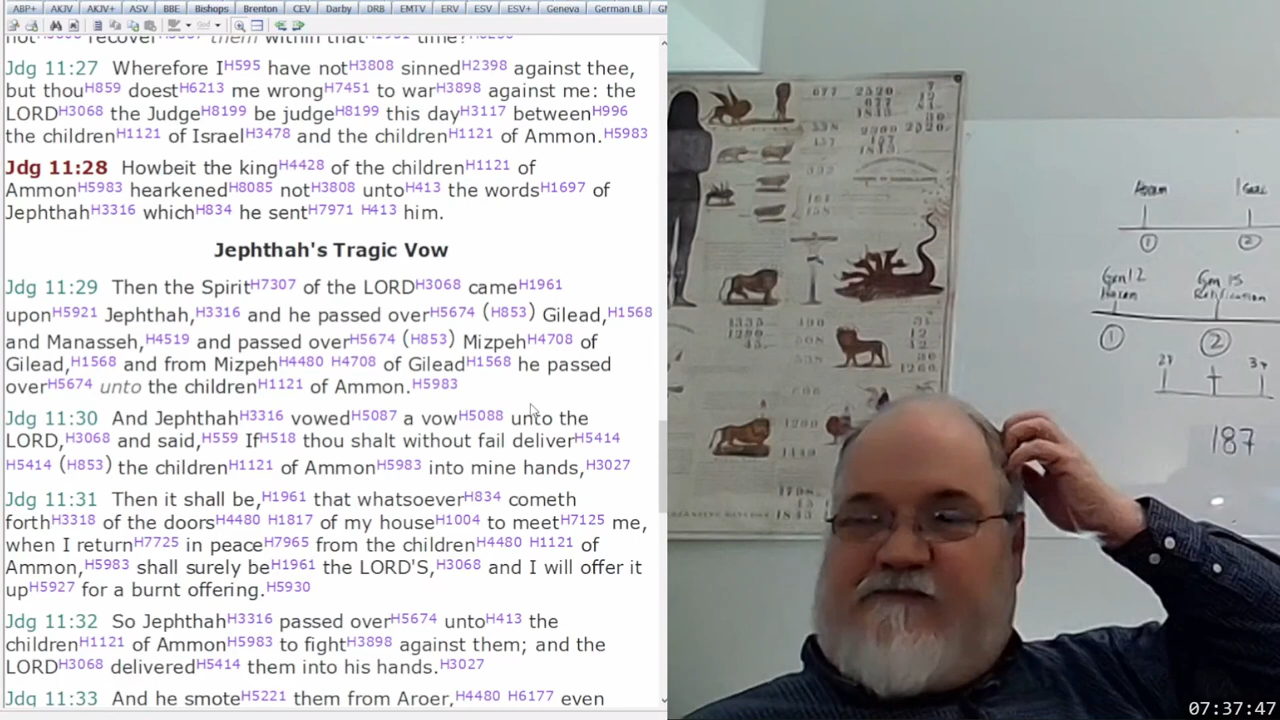 ABP+ AKJV AKJV+ ASV BBE Bishops Brenton CEV Darby DRB EMTV ERV ESV ESV+ Geneva German LB
Jdg 11:27 Wherefore IH595 have notH3808 sinnedH2398 against thee,
but thouH859 doestH6213 me wrongH7451 to warH3898 against me: the
LORDH3068 the JudgeH8199 be judgeH8199 this dayH3117 betweenH996
the childrenH1121 of IsraelH3478 and the childrenH1121 of Ammon.H5983
Jdg 11:28 Howbeit the kingH4428 of the childrenH1121 of
AmmonH5983 hearkenedH8085 notH3808 untoH413 the wordsH1697 of
JephthahH3316 whichH834 he sentH7971 H413 him.
Jephthah's Tragic Vow
Jdg 11:29 Then the SpiritH7307 of the LORDH3068 cameH1961
uponH5921 Jephthah,H3316 and he passed overH5674 (H853) Gilead,H1568
and Manasseh,H4519 and passed overH5674 (H853) MizpehH4708 of
Gilead,H1568 and from MizpehH4480 H4708 of GileadH1568 he passed
overH5674 unto the childrenH1121 of Ammon.H5983
Jdg 11:30 And JephthahH3316 vowedH5087 a vowH5088 unto the
LORD,H3068 and said,H559 IfH518 thou shalt without fail deliverH5414
H5414 (H853) the childrenH1121 of AmmonH5983 into mine hands,H3027
Jdg 11:31 Then it shall be,H1961 that whatsoeverH834 cometh
forthH3318 of the doorsH4480 H1817 of my houseH1004 to meetH7125 me,
when I returnH7725 in peaceH7965 from the childrenH4480 H1121 of
Ammon,H5983 shall surely beH1961 the LORD'S,H3068 and I will offer it
upH5927 for a burnt offering.H5930
Jdg 11:32 So JephthahH3316 passed overH5674 untoH413 the
childrenH1121 of AmmonH5983 to fightH3898 against them; and the
LORDH3068 deliveredH5414 them into his hands.H3027
Jdg 11:33 And he smoteH5221 them from Aroer,H4480 H6177 even
677 2520
1
2
Gen 12
Gen 15
1
2
27
187
07:37:47